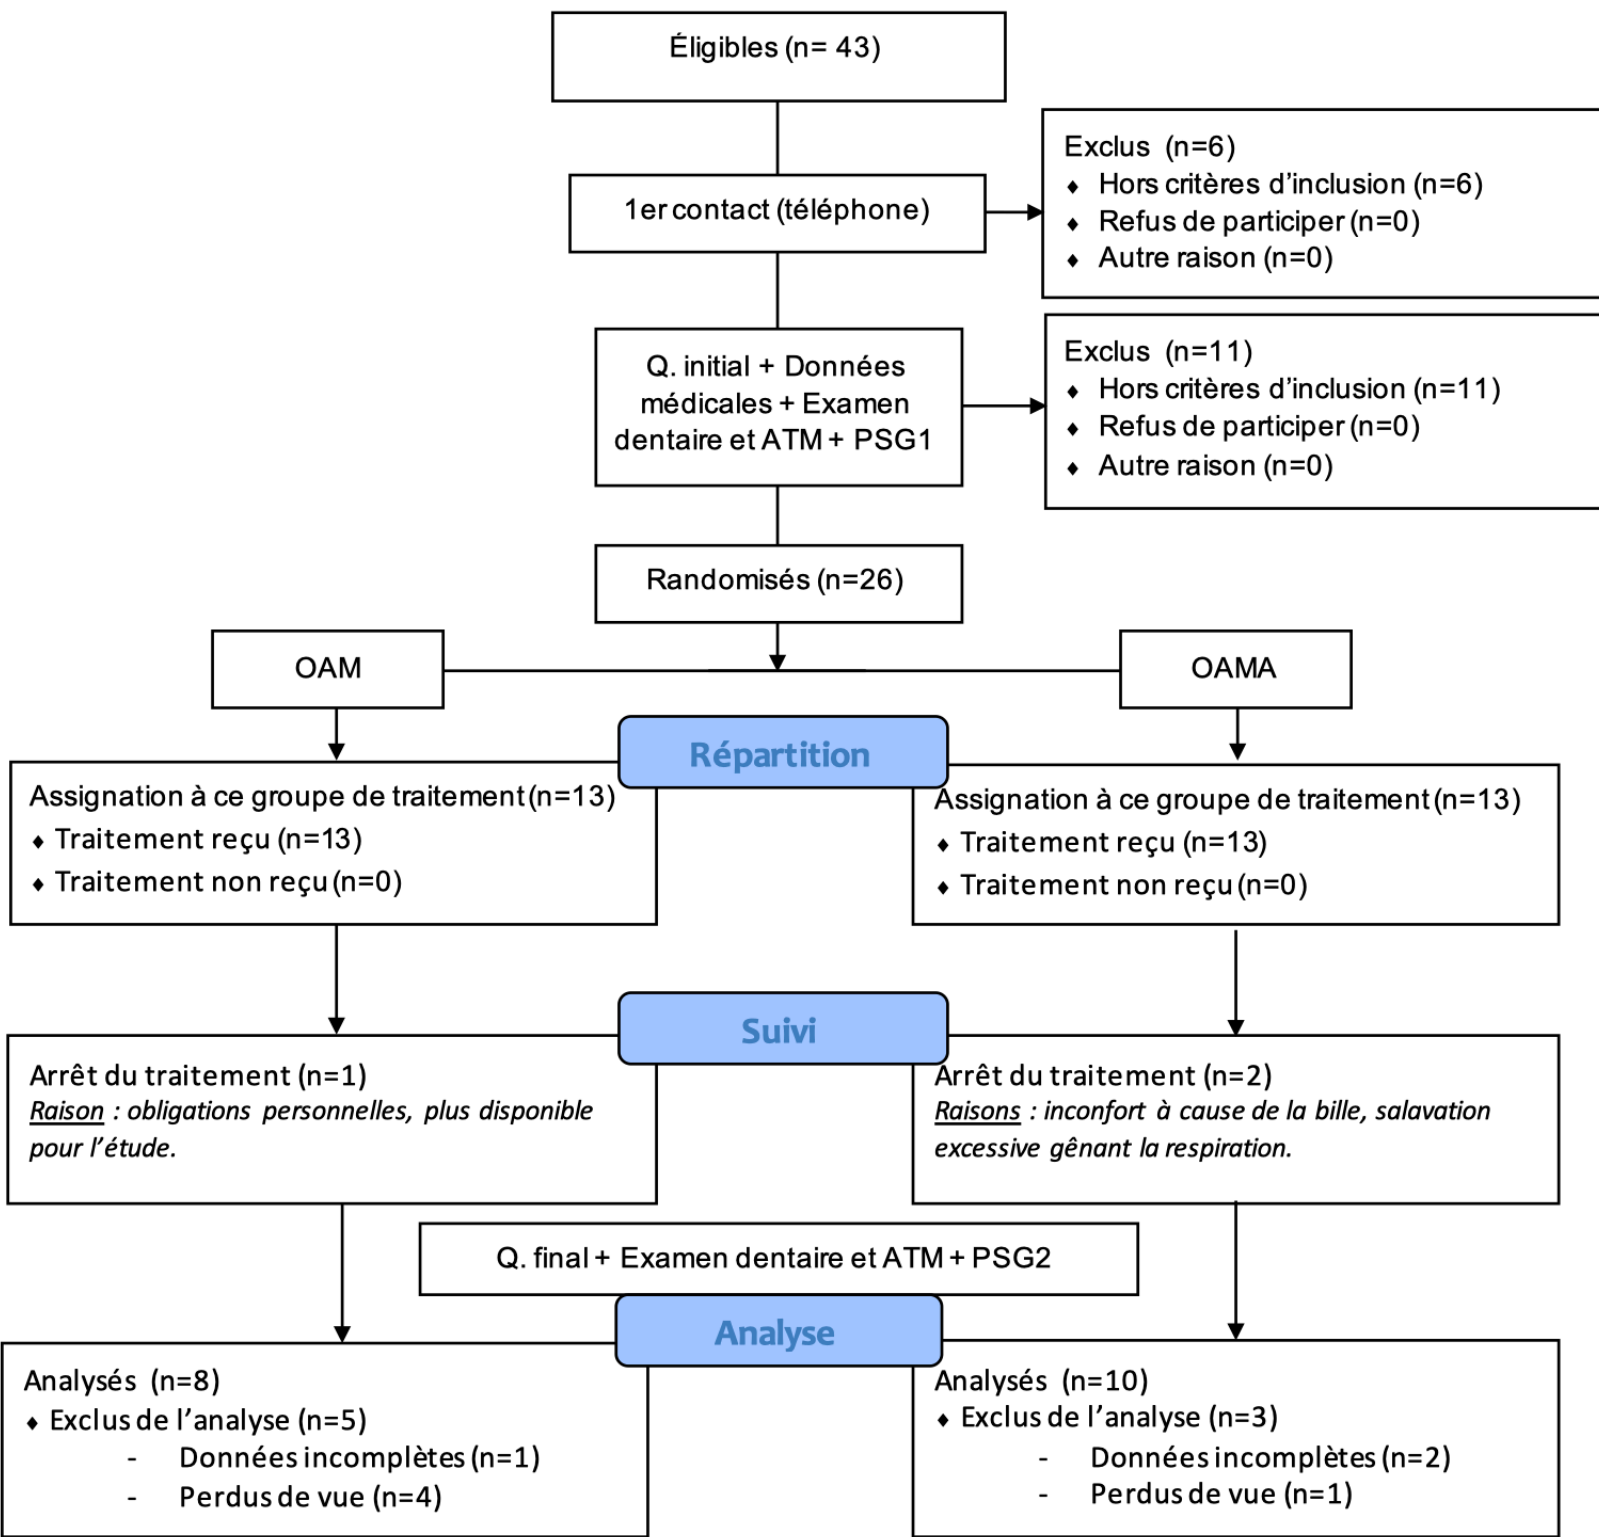 Éligibles (n= 43)
1er contact (téléphone)
Exclus (n=6)
♦ Hors critères d'inclusion (n=6)
♦ Refus de participer (n=0)
♦ Autre raison (n=0)
Q. initial + Données
médicales + Examen
dentaire et ATM + PSG1
Exclus (n=11)
♦ Hors critères d'inclusion (n=11)
♦ Refus de participer (n=0)
♦ Autre raison (n=0)
Randomisés (n=26)
OAM
OAMA
Répartition
Assignation à ce groupe de traitement (n=13)
♦ Traitement reçu (n=13)
♦ Traitement non reçu (n=0)
Assignation à ce groupe de traitement (n=13)
♦ Traitement reçu (n=13)
♦ Traitement non reçu (n=0)
Suivi
Arrêt du traitement (n=1)
Raison : obligations personnelles, plus disponible
pour l'étude.
Arrêt du traitement (n=2)
Raisons : inconfort à cause de la bille, salavation
excessive gênant la respiration.
Q. final + Examen dentaire et ATM + PSG2
Analyse
Analysés (n=8)
♦ Exclus de l'analyse (n=5)
- Données incomplètes (n=1)
- Perdus de vue (n=4)
Analysés (n=10)
♦ Exclus de l'analyse (n=3)
- Données incomplètes (n=2)
- Perdus de vue (n=1)